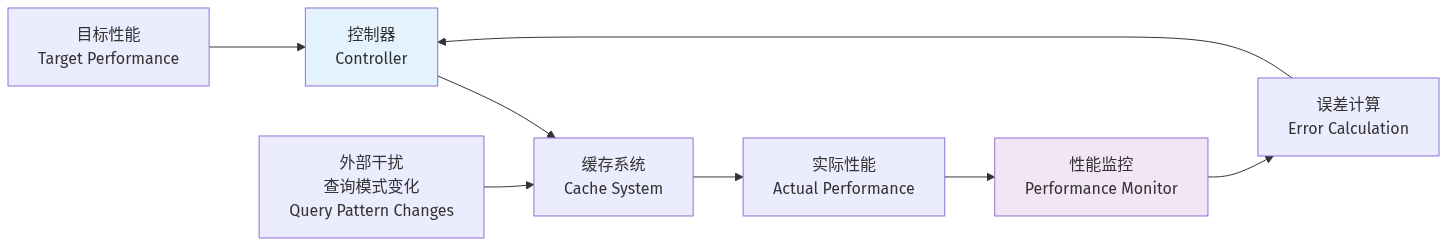 目标性能
Target Performance
控制器
Controller
外部干扰
查询模式变化
Query Pattern Changes
缓存系统
Cache System
实际性能
Actual Performance
性能监控
Performance Monitor
误差计算
Error Calculation